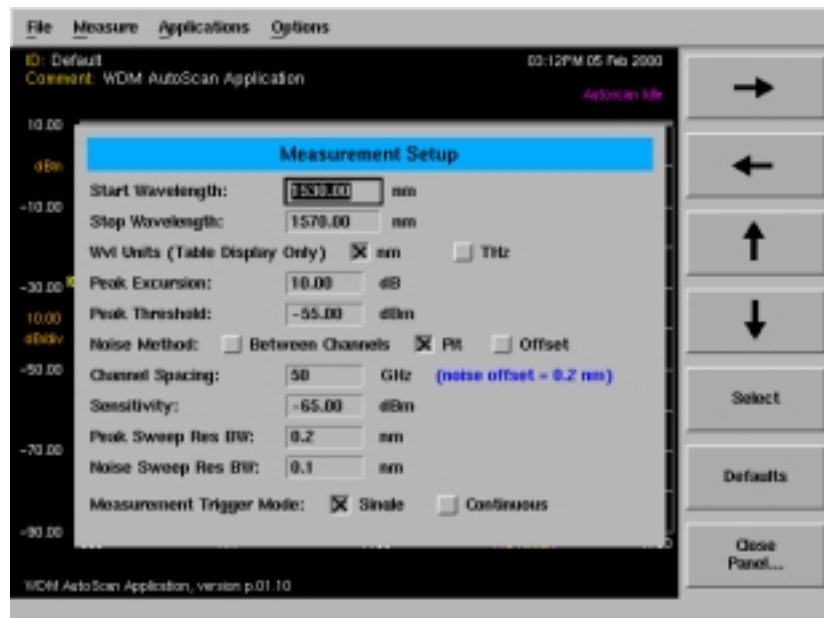 File Measure Applications Options
ID: Default
03:12PM 05 Feb 2000
Comment: WDM AutoScan Application
Autoscan Idle
10.00
dBm
-10.00
-30.00
10.00
dB/div
-50.00
-70.00
-90.00
Measurement Setup
Start Wavelength: 1530.00 nm
Stop Wavelength: 1570.00 nm
Wvl Units (Table Display Only) nm THz
Peak Excursion: 10.00 dB
Peak Threshold: -55.00 dBm
Noise Method: Between Channels Pit Offset
Channel Spacing: 50 GHz (noise offset = 0.2 nm)
Sensitivity: -65.00 dBm
Peak Sweep Res BW: 0.2 nm
Noise Sweep Res BW: 0.1 nm
Measurement Trigger Mode: Single Continuous
WDM AutoScan Application, version p.01.10
Select
Defaults
Close
Panel...